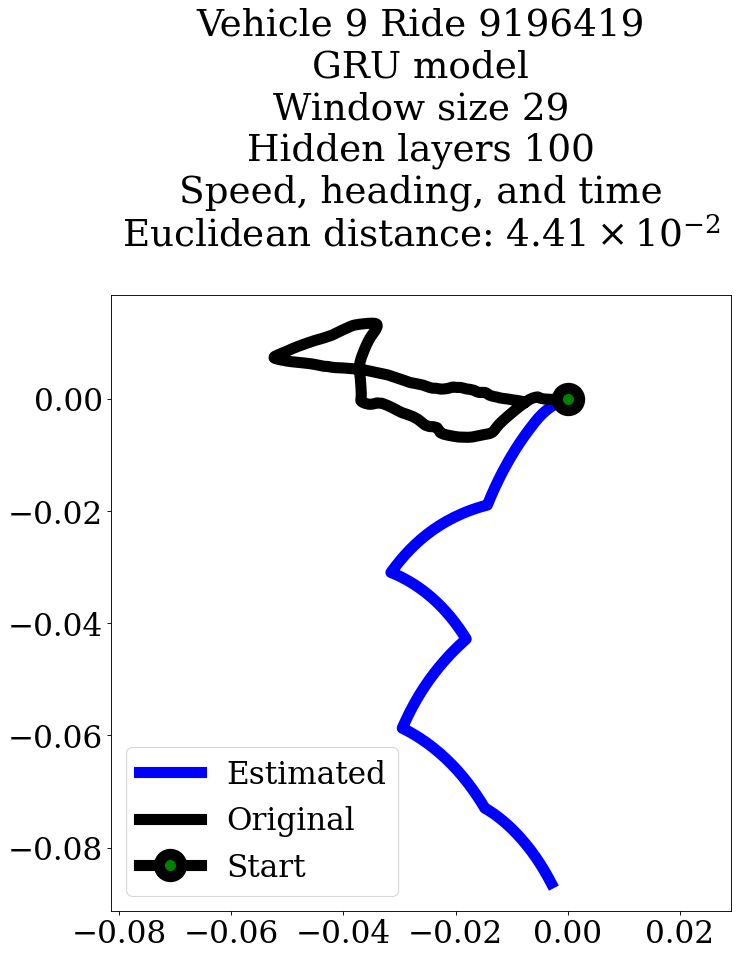 Vehicle 9 Ride 9196419
GRU model
Window size 29
Hidden layers 100
Speed, heading, and time
Euclidean distance: 4.41 × 10⁻²
0.00
−0.02
−0.04
−0.06
−0.08
Estimated
Original
Start
−0.08 −0.06 −0.04 −0.02 0.00 0.02